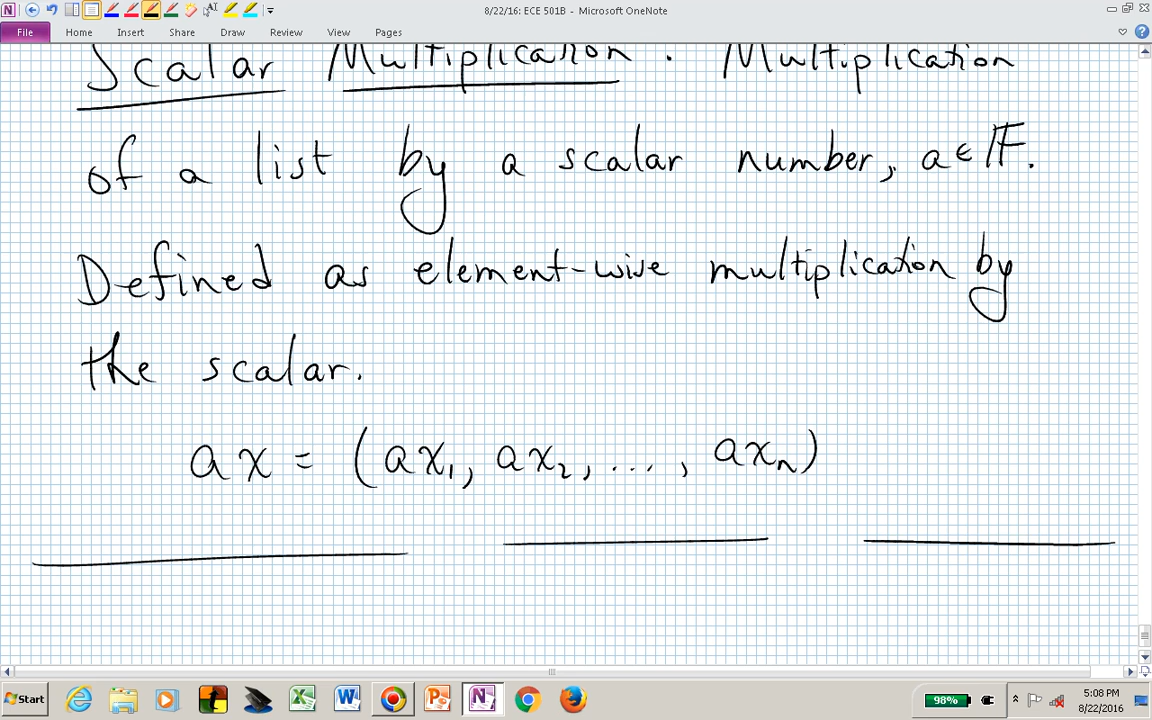 8/22/16: ECE 501B - Microsoft OneNote
File Home Insert Share Draw Review View Pages
Scalar Multiplication. Multiplication
of a list by a scalar number, a ∈ 𝔽.
Defined as element-wise multiplication by
the scalar.
ax = (ax₁, ax₂, ..., axₙ)
Start
98%
5:08 PM
8/22/2016